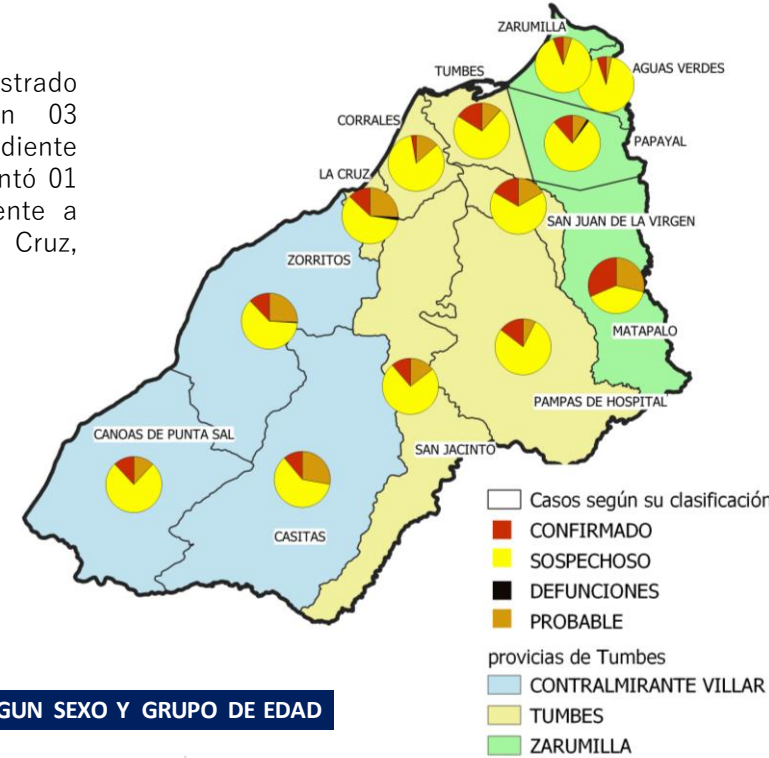 strado
n 03
diente
ntó 01
ente a
Cruz,
ZARUMILLA
TUMBES
AGUAS VERDES
CORRALES
PAPAYAL
LA CRUZ
SAN JUAN DE LA VIRGEN
ZORRITOS
MATAPALO
PAMPAS DE HOSPITAL
CANOAS DE PUNTA SAL
SAN JACINTO
CASITAS
Casos según su clasificación
CONFIRMADO
SOSPECHOSO
DEFUNCIONES
PROBABLE
provicias de Tumbes
CONTRALMIRANTE VILLAR
TUMBES
ZARUMILLA
GUN SEXO Y GRUPO DE EDAD